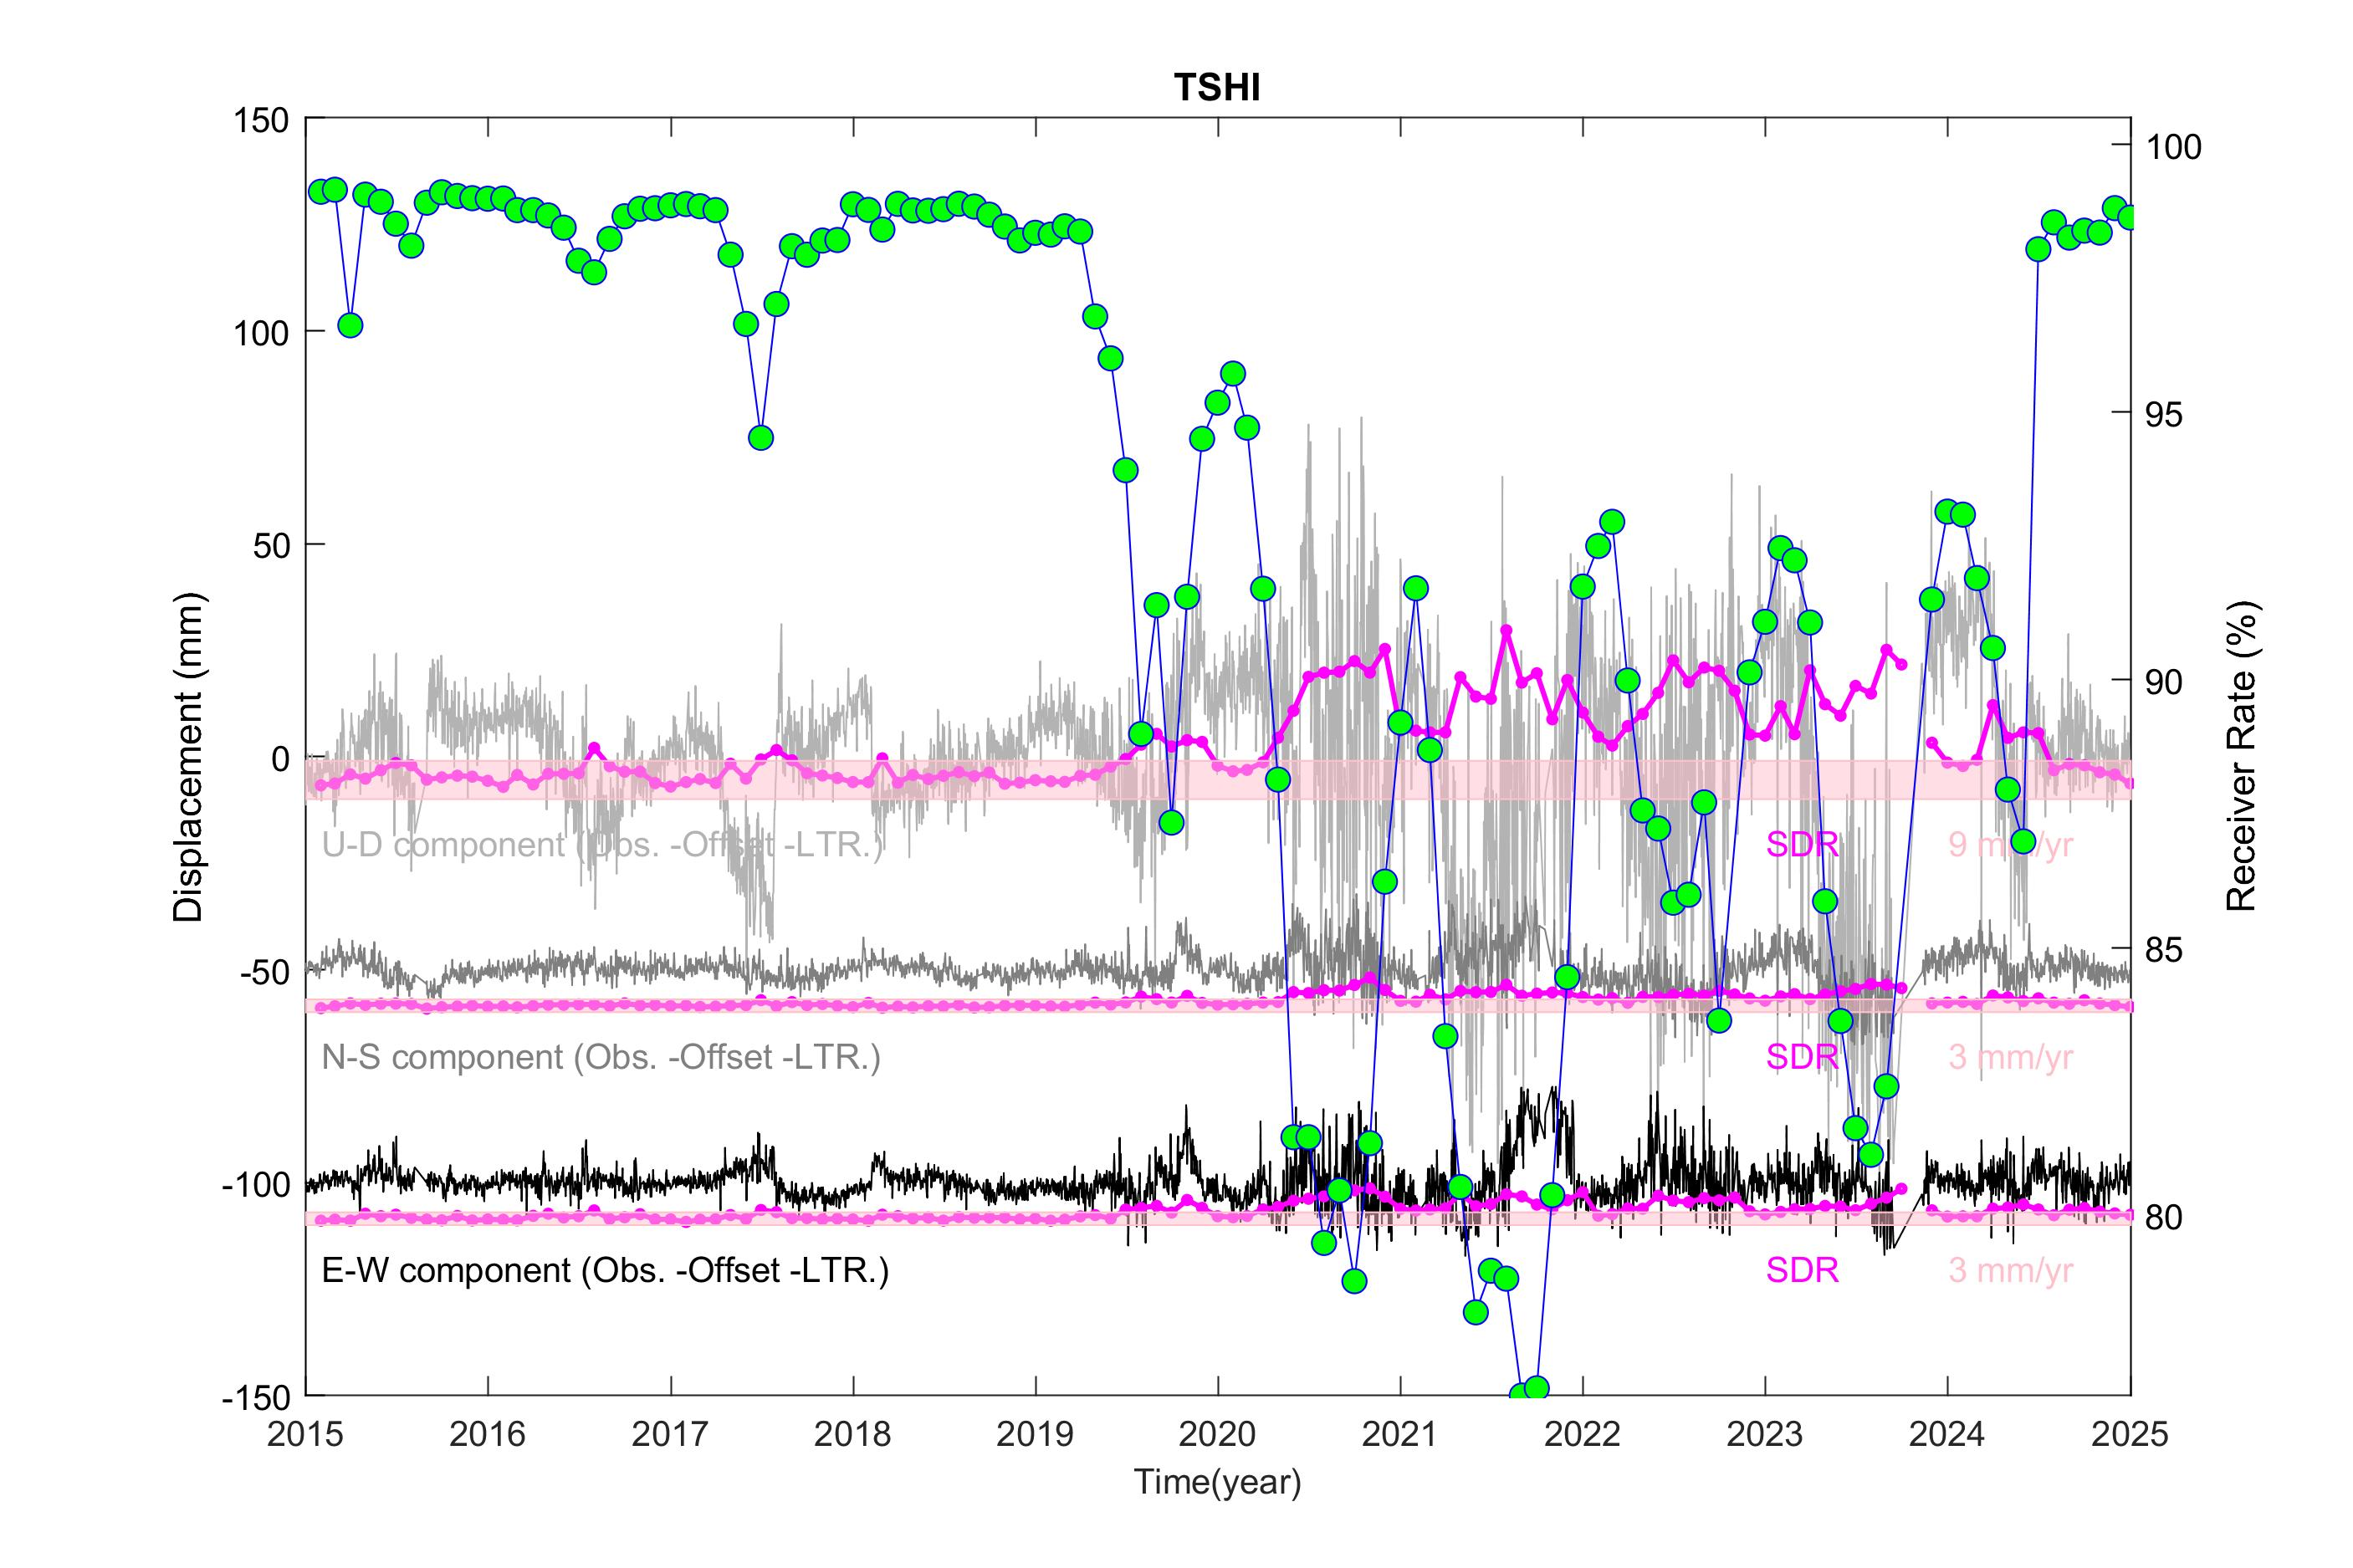 TSHI
150
100
50
0
-50
-100
-150
Displacement (mm)
100
95
90
85
80
Receiver Rate (%)
U-D component (Obs. -Offset -LTR.)
SDR
9 mm/yr
N-S component (Obs. -Offset -LTR.)
SDR
3 mm/yr
E-W component (Obs. -Offset -LTR.)
SDR
3 mm/yr
2015 2016 2017 2018 2019 2020 2021 2022 2023 2024 2025
Time(year)